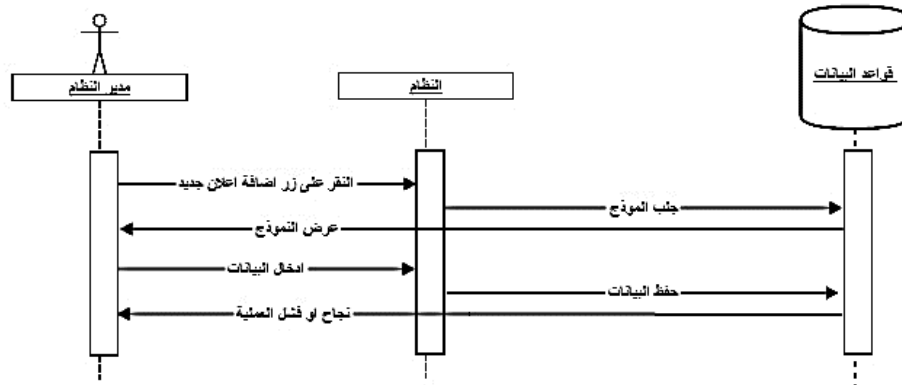 مدير النظام
النظام
قواعد البيانات
النقر على زر اضافة اعلان جديد
جلب الموذج
عرض النموذج
ادخال البيانات
حفظ البيانات
نجاح او فشل العملية